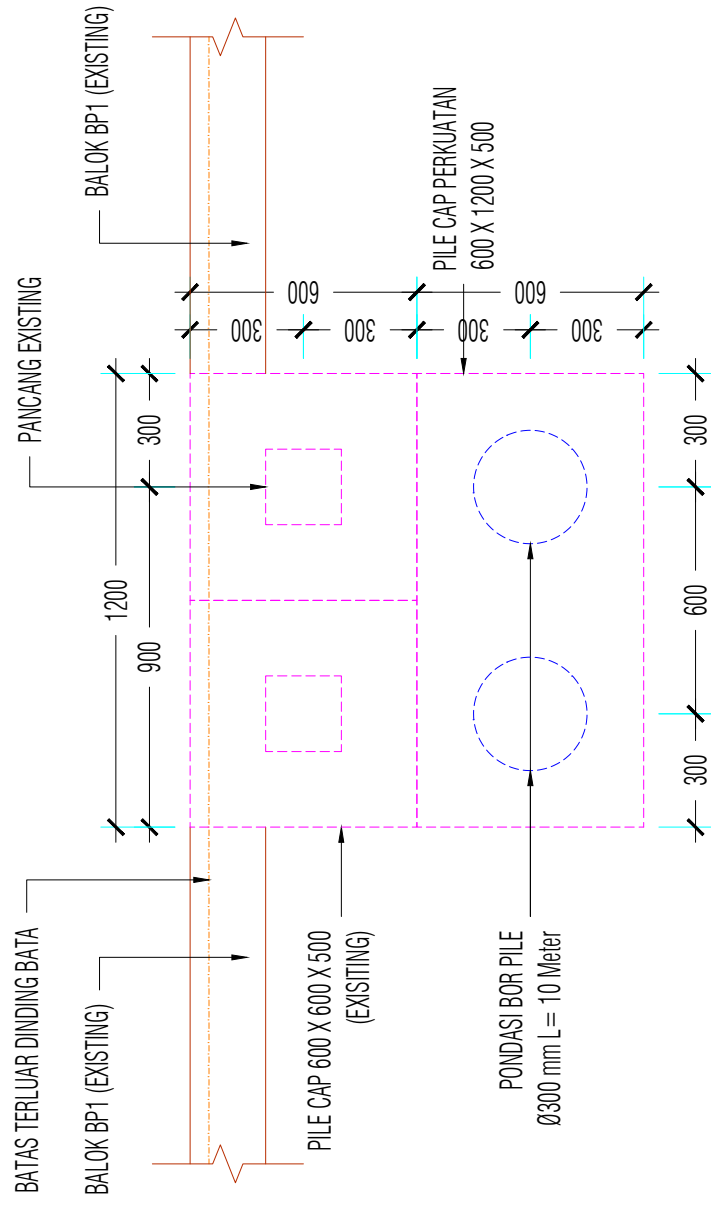 BATAS TERLUAR DINDING BATA
BALOK BP1 (EXISTING)
PILE CAP 600 X 600 X 500
(EXISITING)
PONDASI BOR PILE
Ø300 mm L = 10 Meter
PANCANG EXISTING
BALOK BP1 (EXISTING)
PILE CAP PERKUATAN
600 X 1200 X 500
1200
900
300
600
600
300
300
300
300
300
600
300